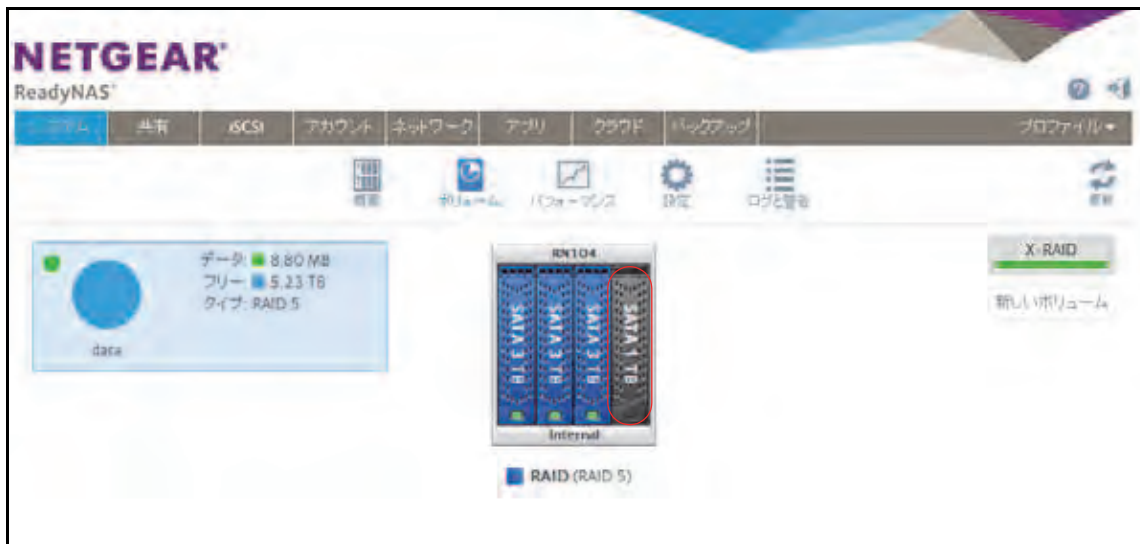 NETGEAR®
ReadyNAS®
システム 共有 iSCSI アカウント ネットワーク アプリ クラウド バックアップ プロファイル
概要 ボリューム パフォーマンス 設定 ログと警告 更新
データ: 8.80 MB
フリー: 5.23 TB
タイプ: RAID 5
data
RN104
SATA 3 TB
SATA 3 TB
SATA 3 TB
SATA 1 TB
Internal
RAID (RAID 5)
X-RAID
新しいボリューム